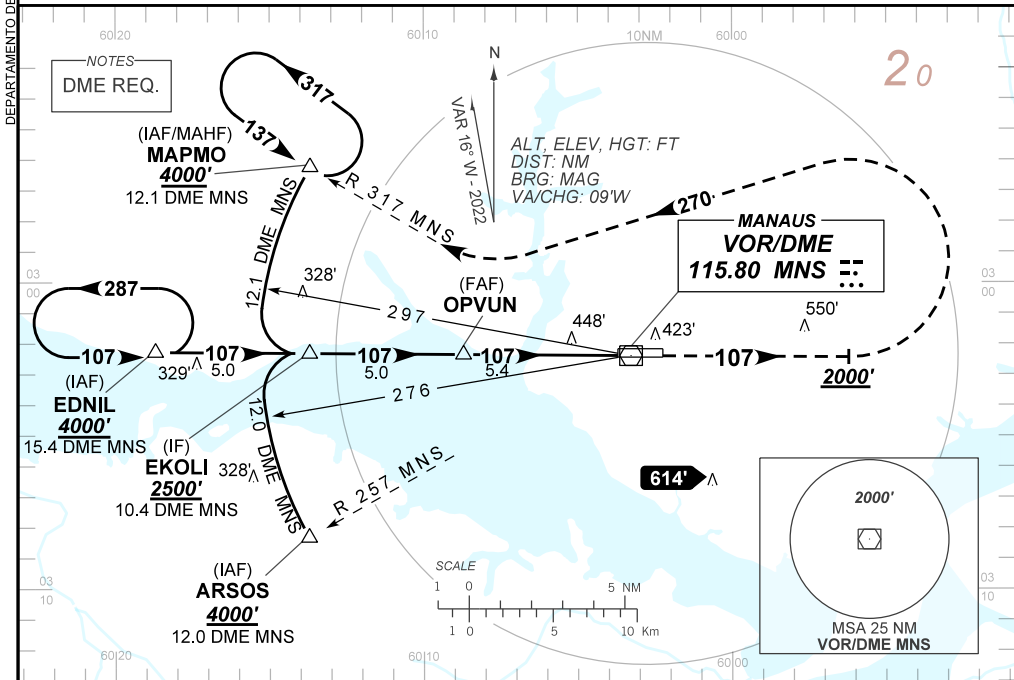 DEPARTAMENTO DE
60 20
60 10
10NM
60 00
NOTES
DME REQ.
N
VAR 16° W - 2022
ALT, ELEV, HGT: FT
DIST: NM
BRG: MAG
VA/CHG: 09'W
20
317
137
(IAF/MAHF)
MAPMO
4000'
12.1 DME MNS
R 317 MNS
270
12.1 DME MNS
MANAUS
VOR/DME
115.80 MNS
03
00
03
00
328'
(FAF)
OPVUN
297
448'
423'
550'
287
107
107
5.0
107
5.0
107
5.4
107
2000'
329'
(IAF)
EDNIL
4000'
15.4 DME MNS
276
12.0 DME MNS
(IF)
EKOLI
2500'
10.4 DME MNS
328'
R 257 MNS
614'
(IAF)
ARSOS
4000'
12.0 DME MNS
SCALE
1 0 5 NM
1 0 5 10 Km
2000'
MSA 25 NM
VOR/DME MNS
03
10
03
10
60 20
60 10
60 00